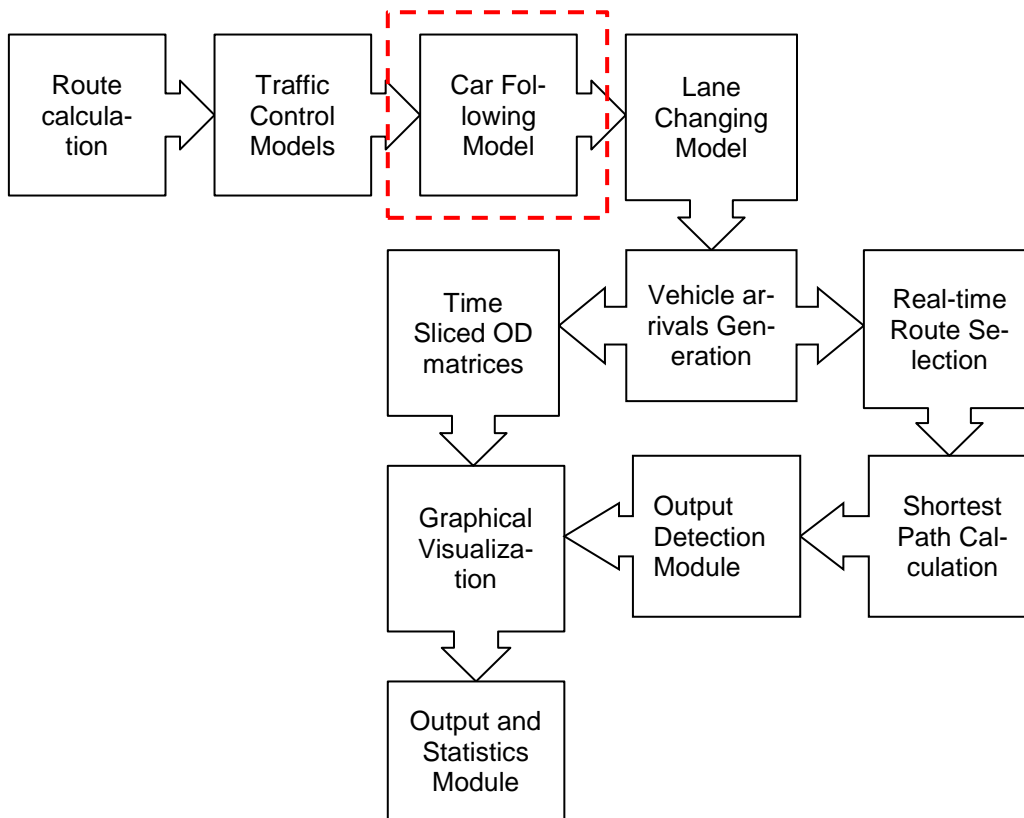 Route
calcula-
tion
Traffic
Control
Models
Car Fol-
lowing
Model
Lane
Changing
Model
Time
Sliced OD
matrices
Vehicle ar-
rivals Gen-
eration
Real-time
Route Se-
lection
Graphical
Visualiza-
tion
Output
Detection
Module
Shortest
Path Cal-
culation
Output and
Statistics
Module